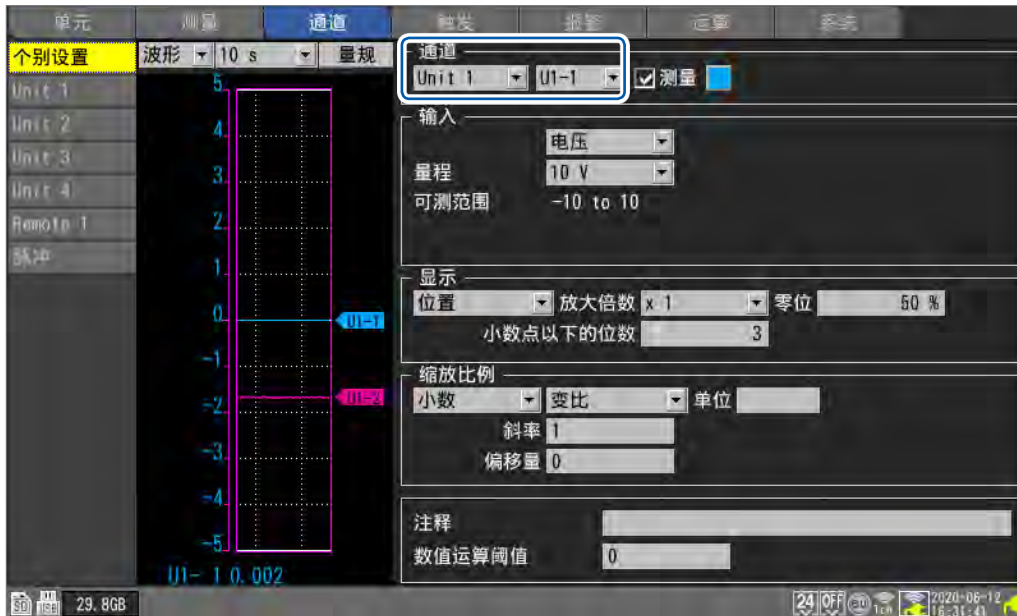 单元 测量 通道 触发 报警 运算 系统
个别设置
Unit 1
Unit 2
Unit 3
Unit 4
Remote 1
脉冲
波形 10 s 量规
5
4
3
2
1
0
-1
-2
-3
-4
-5
U1-1
U1-2
U1- 1 0.002
通道
Unit 1 U1-1 测量
输入
电压
量程 10 V
可测范围 -10 to 10
显示
位置 放大倍数 x 1 零位 50 %
小数点以下的位数 3
缩放比例
小数 变比 单位
斜率 1
偏移量 0
注释
数值运算阈值 0
SD USB 29.8GB
24 OFF 1ch 2020-06-12
16:31:41